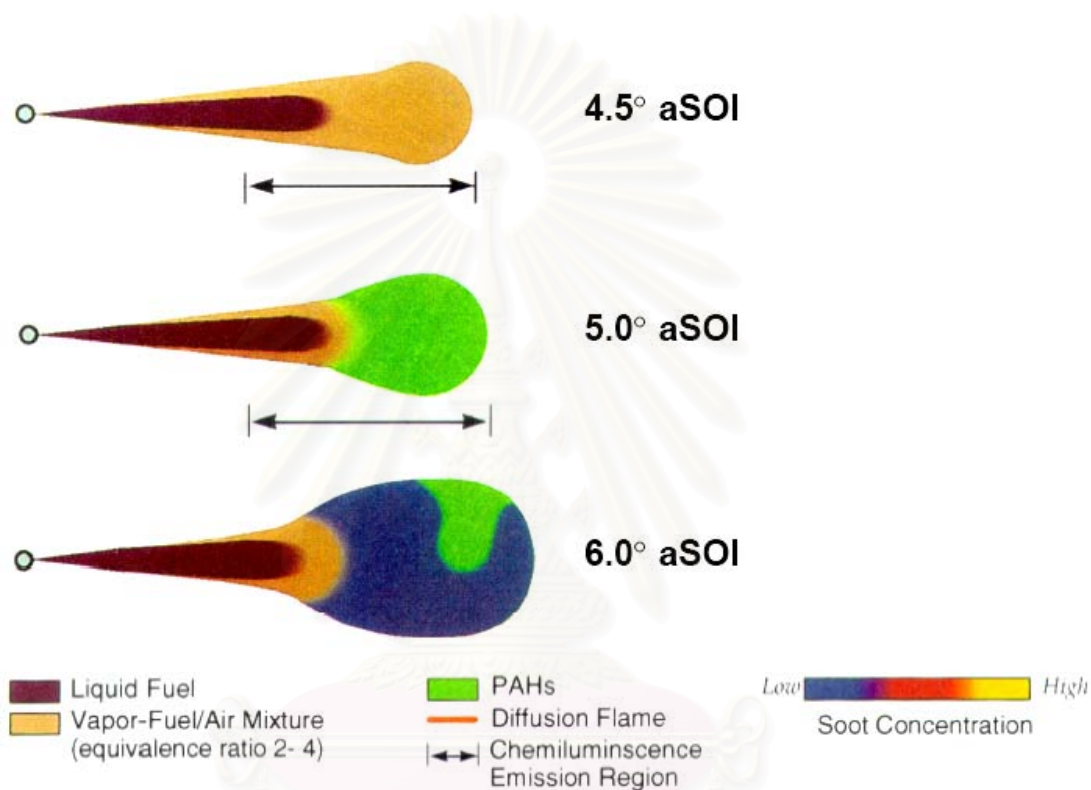 4.5° aSOI
5.0° aSOI
6.0° aSOI
Liquid Fuel
Vapor-Fuel/Air Mixture
(equivalence ratio 2- 4)
PAHs
Diffusion Flame
Chemiluminscence
Emission Region
Low High
Soot Concentration